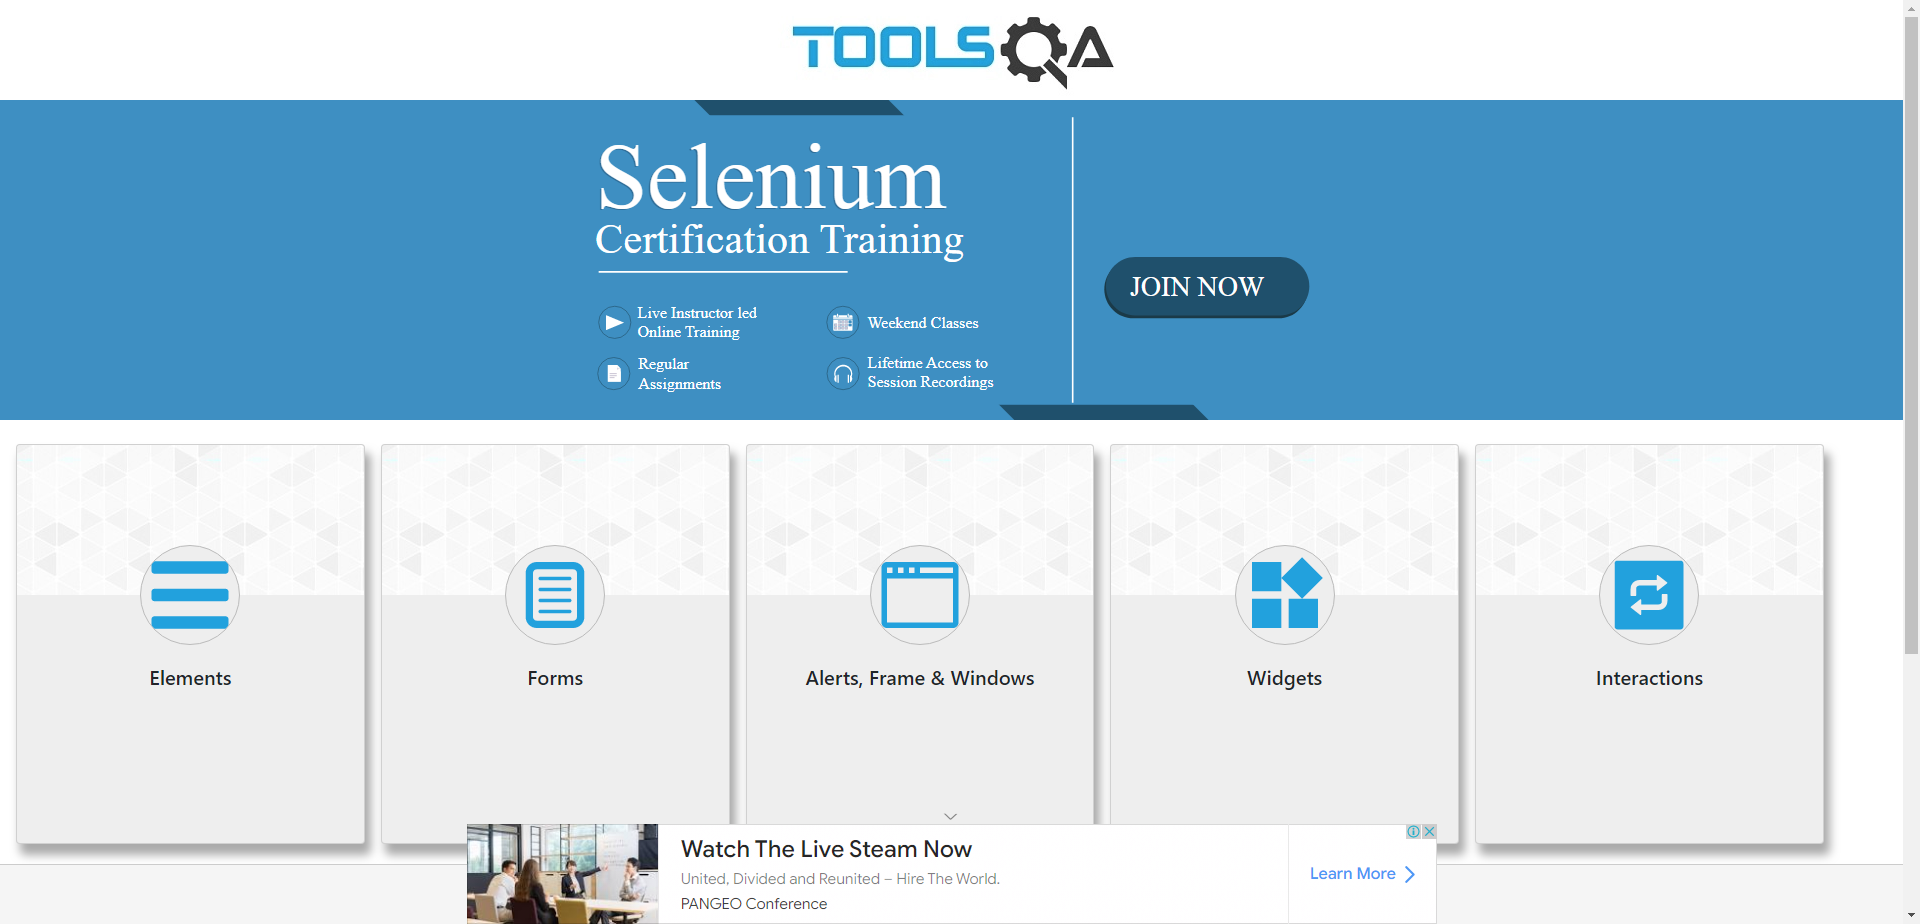 TOOLSQA
Selenium
Certification Training
JOIN NOW
Live Instructor led
Online Training
Weekend Classes
Regular
Assignments
Lifetime Access to
Session Recordings
Elements
Forms
Alerts, Frame & Windows
Widgets
Interactions
Watch The Live Steam Now
United, Divided and Reunited – Hire The World.
PANGEO Conference
Learn More